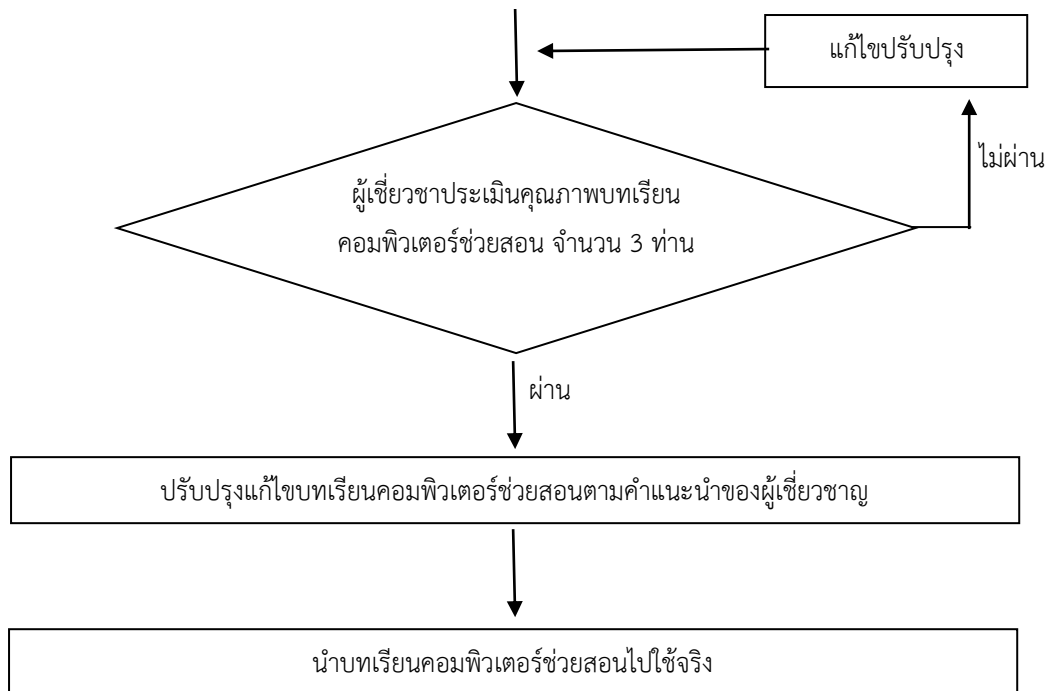 แก้ไขปรับปรุง
ไม่ผ่าน
ผู้เชี่ยวชาประเมินคุณภาพบทเรียน
คอมพิวเตอร์ช่วยสอน จำนวน 3 ท่าน
ผ่าน
ปรับปรุงแก้ไขบทเรียนคอมพิวเตอร์ช่วยสอนตามคำแนะนำของผู้เชี่ยวชาญ
นำบทเรียนคอมพิวเตอร์ช่วยสอนไปใช้จริง